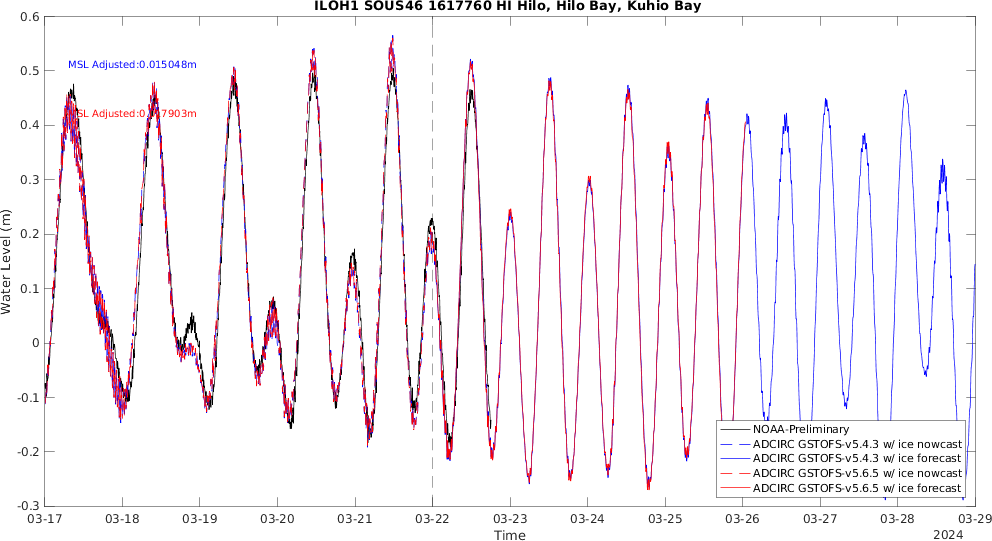 ILOH1 SOUS46 1617760 HI Hilo, Hilo Bay, Kuhio Bay
0.6
0.5
0.4
0.3
0.2
0.1
0
-0.1
-0.2
-0.3
Water Level (m)
MSL Adjusted:0.015048m
Adjusted:
NOAA-Preliminary
ADCIRC GSTOFS-v5.4.3 w/ ice nowcast
ADCIRC GSTOFS-v5.4.3 w/ ice forecast
ADCIRC GSTOFS-v5.6.5 w/ ice nowcast
ADCIRC GSTOFS-v5.6.5 w/ ice forecast
03-17 03-18 03-19 03-20 03-21 03-22 03-23 03-24 03-25 03-26 03-27 03-28 03-29
Time
2024